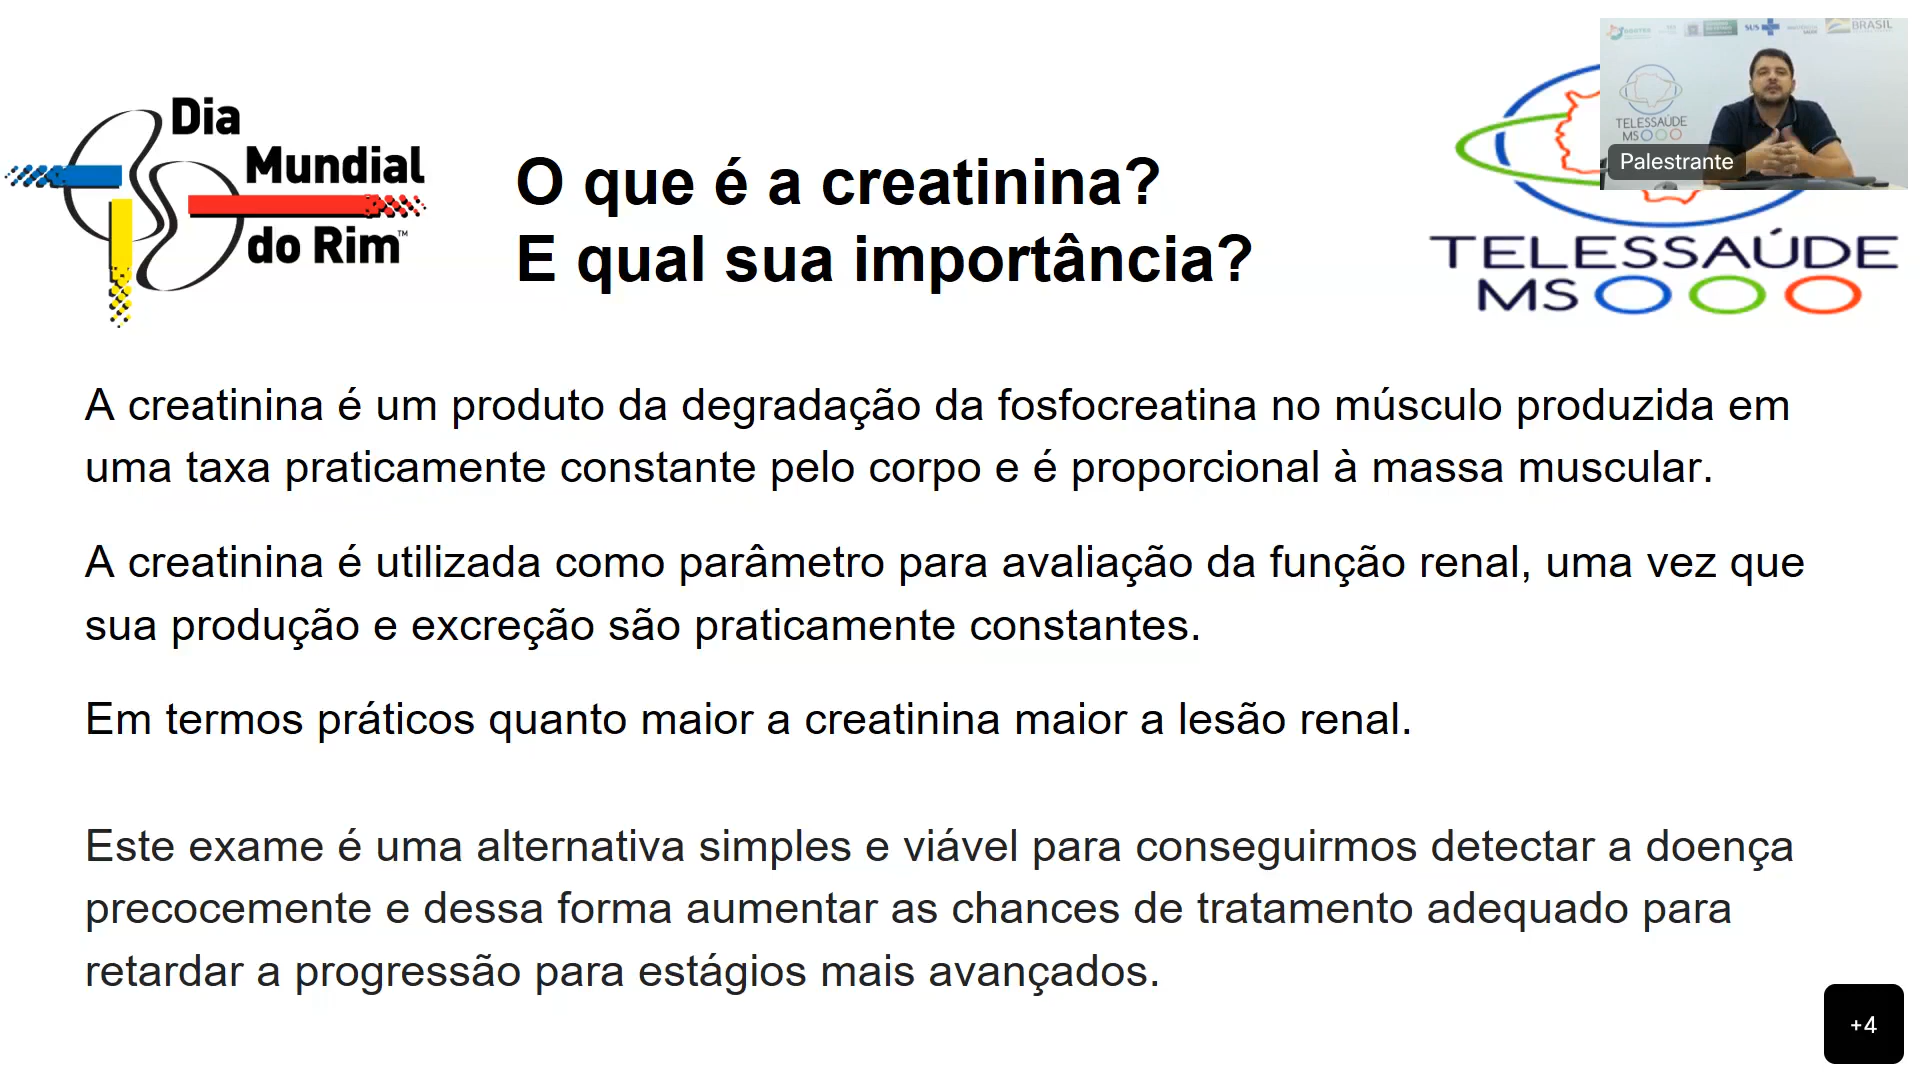 Dia
Mundial
do Rim™
O que é a creatinina?
E qual sua importância?
SUS
BRASIL
TELESSAÚDE
MS
Palestrante
TELESSAÚDE
MS
A creatinina é um produto da degradação da fosfocreatina no músculo produzida em
uma taxa praticamente constante pelo corpo e é proporcional à massa muscular.
A creatinina é utilizada como parâmetro para avaliação da função renal, uma vez que
sua produção e excreção são praticamente constantes.
Em termos práticos quanto maior a creatinina maior a lesão renal.
Este exame é uma alternativa simples e viável para conseguirmos detectar a doença
precocemente e dessa forma aumentar as chances de tratamento adequado para
retardar a progressão para estágios mais avançados.
+4